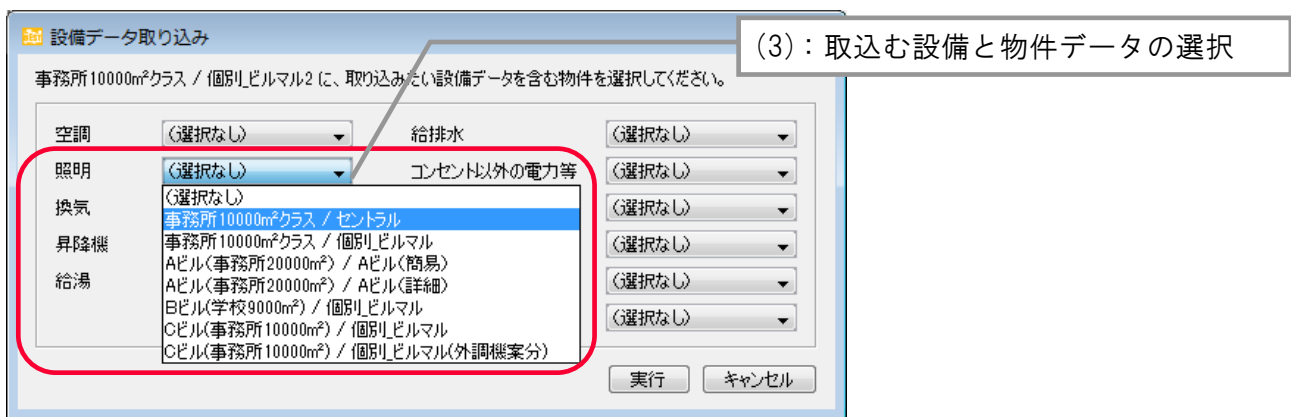 設備データ取り込み
(3)：取込む設備と物件データの選択
事務所10000m²クラス / 個別_ビルマル2 に、取り込みたい設備データを含む物件を選択してください。
空調 (選択なし) 給排水 (選択なし)
照明 (選択なし) コンセント以外の電力等 (選択なし)
換気 (選択なし)
昇降機 (選択なし)
給湯 (選択なし)
(選択なし)
(選択なし)
事務所10000m²クラス / セントラル
事務所10000m²クラス / 個別_ビルマル
Aビル(事務所20000m²) / Aビル(簡易)
Aビル(事務所20000m²) / Aビル(詳細)
Bビル(学校9000m²) / 個別_ビルマル
Cビル(事務所10000m²) / 個別_ビルマル
Cビル(事務所10000m²) / 個別_ビルマル(外調機案分)
実行 キャンセル